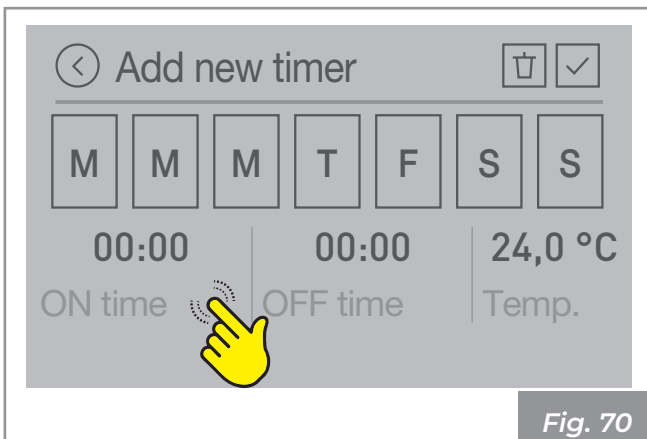 Add new timer
M M M T F S S
00:00 00:00 24,0 °C
ON time OFF time Temp.
Fig. 70